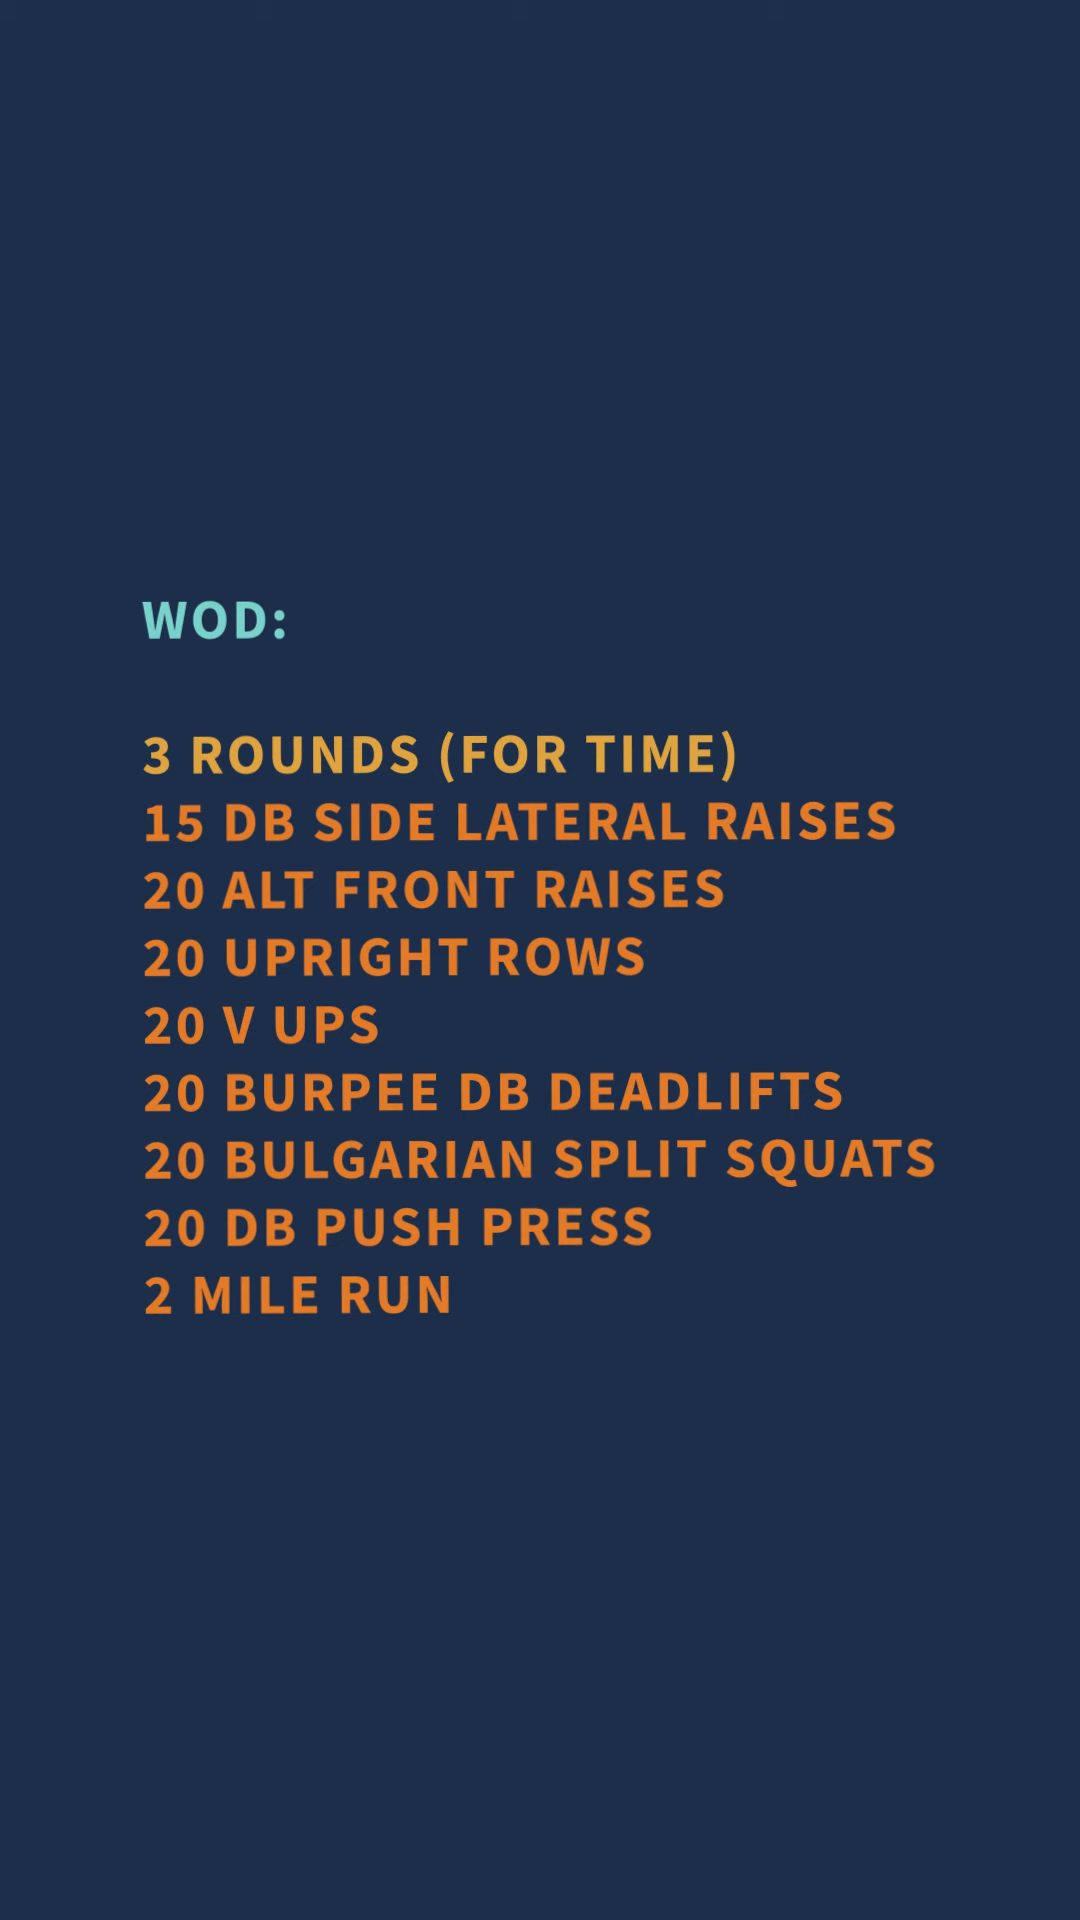 WOD:
3 ROUNDS (FOR TIME)
15 DB SIDE LATERAL RAISES
20 ALT FRONT RAISES
20 UPRIGHT ROWS
20 V UPS
20 BURPEE DB DEADLIFTS
20 BULGARIAN SPLIT SQUATS
20 DB PUSH PRESS
2 MILE RUN